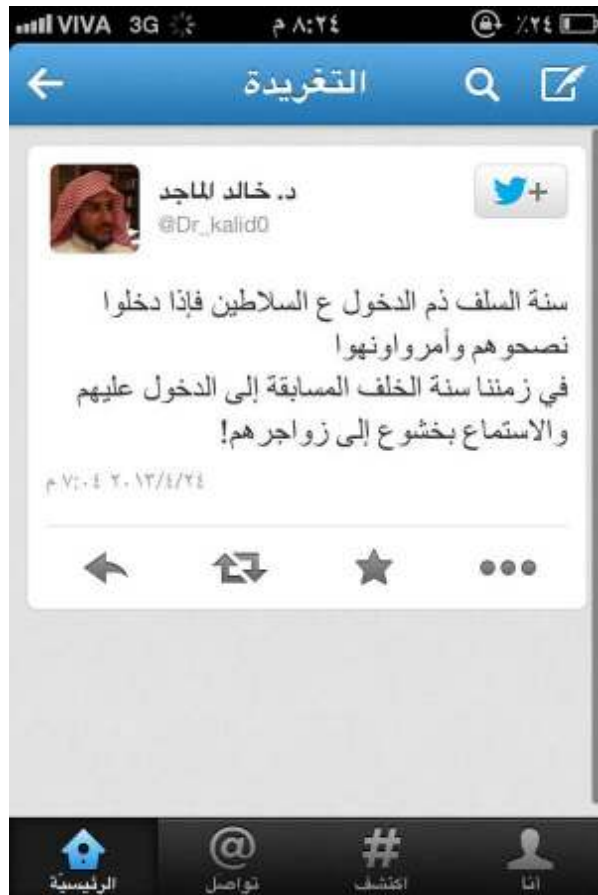 VIVA 3G ٨:٢٤ م ٪٢٤
التغريدة
د. خالد الماجد
@Dr_kalid0
سنة السلف ذم الدخول ع السلاطين فإذا دخلوا
نصحوهم وأمرواونهوا
في زمننا سنة الخلف المسابقة إلى الدخول عليهم
والاستماع بخشوع إلى زواجرهم!
٢٠١٣/٤/٢٤ ٧:٠٤ م
الرئيسية تواصل اكتشف أنا